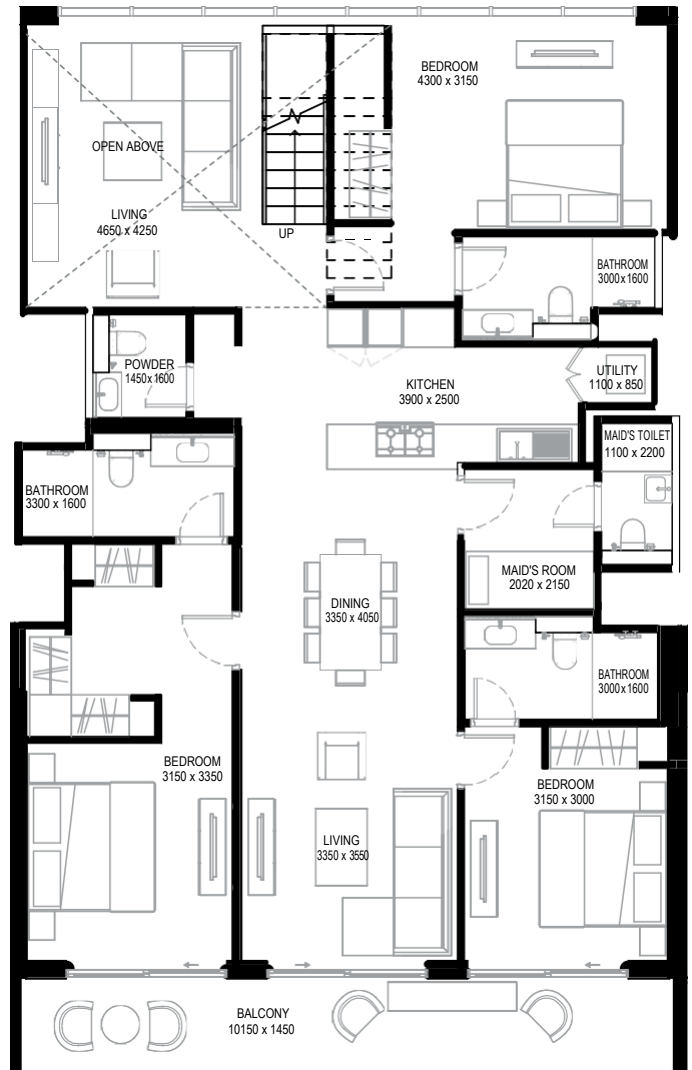 BEDROOM
4300 x 3150
OPEN ABOVE
LIVING
4650 x 4250
UP
BATHROOM
3000x1600
POWDER
1450x1600
KITCHEN
3900 x 2500
UTILITY
1100 x 850
MAID'S TOILET
1100 x 2200
BATHROOM
3300 x 1600
MAID'S ROOM
2020 x 2150
DINING
3350 x 4050
BATHROOM
3000x1600
BEDROOM
3150 x 3350
BEDROOM
3150 x 3000
LIVING
3350 x 3550
BALCONY
10150 x 1450